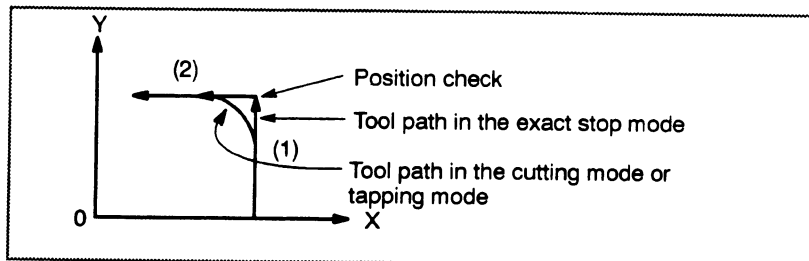 Y
(2)
Position check
Tool path in the exact stop mode
(1)
Tool path in the cutting mode or
tapping mode
0
X